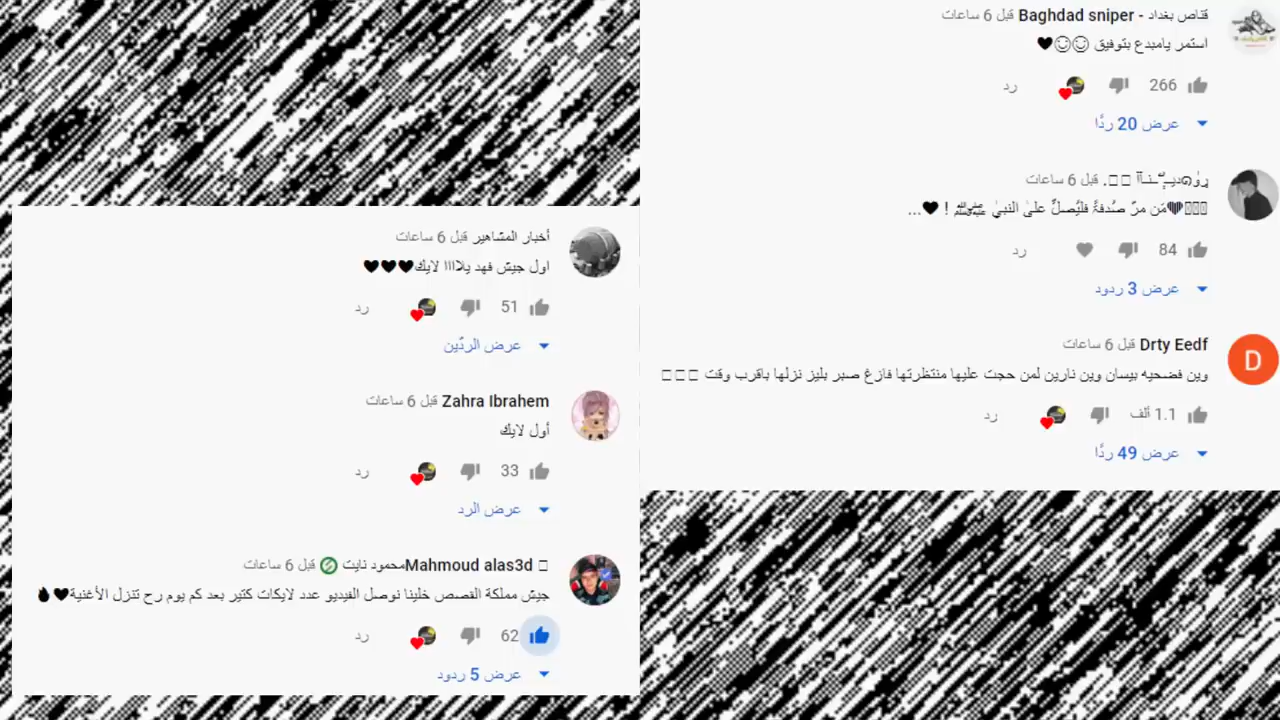 قناص بغداد - Baghdad sniper قبل 6 ساعات
استمر يامبدع بتوفيق ☺☺♥
266 رد
عرض 20 ردًا
قبل 6 ساعات
مّن مرّ صُدفةً فليُصلِّ علىٰ النبيٰ ﷺ ! ♥...
84 رد
عرض 3 ردود
Drty Eedf قبل 6 ساعات
D
وين فضحيه بيسان وين نارين لمن حجت عليها منتظرتها فازغ صبر بليز نزلها باقرب وقت
1.1 ألف رد
عرض 49 ردًا
أخبار المشاهير قبل 6 ساعات
اول جيش فهد يلاااا لايك♥♥♥
51 رد
عرض الردّين
Zahra Ibrahem قبل 6 ساعات
أول لايك
33 رد
عرض الرد
Mahmoud alas3dمحمود نايت قبل 6 ساعات
جيش مملكة القصص خلينا نوصل الفيديو عدد لايكات كتير بعد كم يوم رح تتنزل الأغنية♥
62 رد
عرض 5 ردود